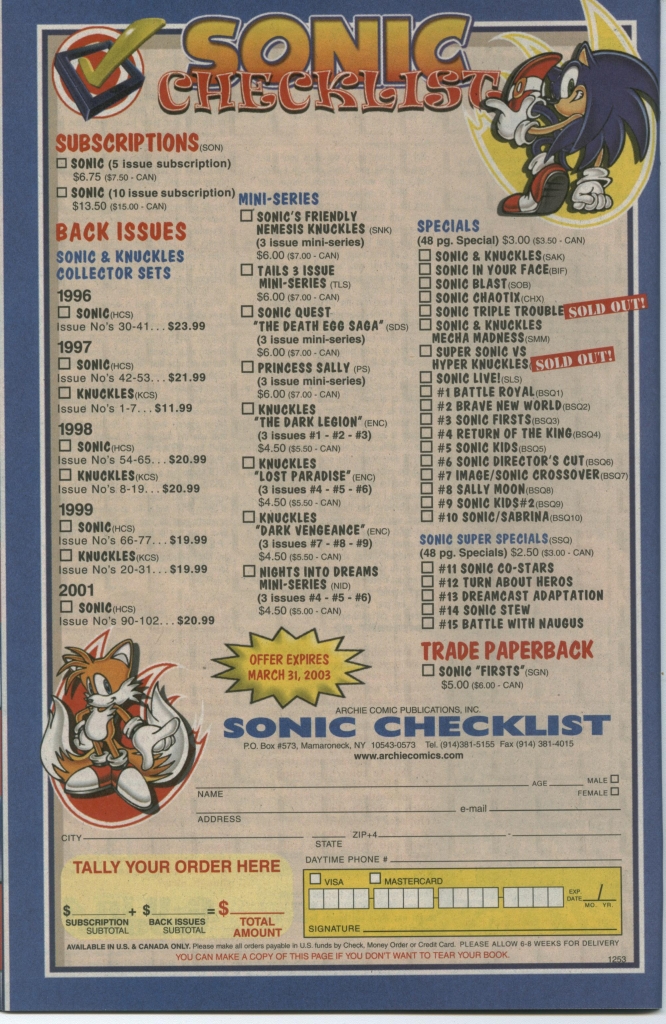 SONIC
CHECKLIST
SUBSCRIPTIONS(SON)
SONIC (5 issue subscription)
$6.75 ($7.50 - CAN)
SONIC (10 issue subscription)
$13.50 ($15.00 - CAN)
BACK ISSUES
SONIC & KNUCKLES
COLLECTOR SETS
1996
SONIC(HCS)
Issue No's 30-41... $23.99
1997
SONIC(HCS)
Issue No's 42-53... $21.99
KNUCKLES(KCS)
Issue No's 1-7... $11.99
1998
SONIC(HCS)
Issue No's 54-65... $20.99
KNUCKLES(KCS)
Issue No's 8-19... $20.99
1999
SONIC(HCS)
Issue No's 66-77... $19.99
KNUCKLES(KCS)
Issue No's 20-31... $19.99
2001
SONIC(HCS)
Issue No's 90-102... $20.99
MINI-SERIES
SONIC'S FRIENDLY
NEMESIS KNUCKLES (SNK)
(3 issue mini-series)
$6.00 ($7.00 - CAN)
TAILS 3 ISSUE
MINI-SERIES (TLS)
$6.00 ($7.00 - CAN)
SONIC QUEST
"THE DEATH EGG SAGA" (SDS)
(3 issue mini-series)
$6.00 ($7.00 - CAN)
PRINCESS SALLY (PS)
(3 issue mini-series)
$6.00 ($7.00 - CAN)
KNUCKLES
"THE DARK LEGION" (ENC)
(3 issues #1 - #2 - #3)
$4.50 ($5.50 - CAN)
KNUCKLES
"LOST PARADISE" (ENC)
(3 issues #4 - #5 - #6)
$4.50 ($5.50 - CAN)
KNUCKLES
"DARK VENGEANCE" (ENC)
(3 issues #7 - #8 - #9)
$4.50 ($5.50 - CAN)
NIGHTS INTO DREAMS
MINI-SERIES (NID)
(3 issues #4 - #5 - #6)
$4.50 ($5.00 - CAN)
SPECIALS
(48 pg. Special) $3.00 ($3.50 - CAN)
SONIC & KNUCKLES(SAK)
SONIC IN YOUR FACE(BIF)
SONIC BLAST(SOB)
SONIC CHAOTIX(CHX)
SONIC TRIPLE TROUBLE SOLD OUT!
SONIC & KNUCKLES
MECHA MADNESS(SMM)
SUPER SONIC VS
HYPER KNUCKLES SOLD OUT!
SONIC LIVE!(SLS)
#1 BATTLE ROYAL(BSQ1)
#2 BRAVE NEW WORLD(BSQ2)
#3 SONIC FIRSTS(BSQ3)
#4 RETURN OF THE KING(BSQ4)
#5 SONIC KIDS(BSQ5)
#6 SONIC DIRECTOR'S CUT(BSQ6)
#7 IMAGE/SONIC CROSSOVER(BSQ7)
#8 SALLY MOON(BSQ8)
#9 SONIC KIDS#2(BSQ9)
#10 SONIC/SABRINA(BSQ10)
SONIC SUPER SPECIALS(SSQ)
(48 pg. Specials) $2.50 ($3.00 - CAN)
#11 SONIC CO-STARS
#12 TURN ABOUT HEROS
#13 DREAMCAST ADAPTATION
#14 SONIC STEW
#15 BATTLE WITH NAUGUS
TRADE PAPERBACK
SONIC "FIRSTS"(SGN)
$5.00 ($6.00 - CAN)
OFFER EXPIRES
MARCH 31, 2003
ARCHIE COMIC PUBLICATIONS, INC.
SONIC CHECKLIST
P.O. Box #573, Mamaroneck, NY 10543-0573 Tel. (914)381-5155 Fax (914) 381-4015
www.archiecomics.com
NAME AGE MALE
FEMALE
ADDRESS e-mail
CITY STATE ZIP+4 -
DAYTIME PHONE #
TALLY YOUR ORDER HERE
$ + $ = $
SUBSCRIPTION SUBTOTAL BACK ISSUES SUBTOTAL TOTAL AMOUNT
VISA MASTERCARD
EXP. DATE / MO. YR.
SIGNATURE
AVAILABLE IN U.S. & CANADA ONLY. Please make all orders payable in U.S. funds by Check, Money Order or Credit Card. PLEASE ALLOW 6-8 WEEKS FOR DELIVERY
YOU CAN MAKE A COPY OF THIS PAGE IF YOU DON'T WANT TO TEAR YOUR BOOK.
1253